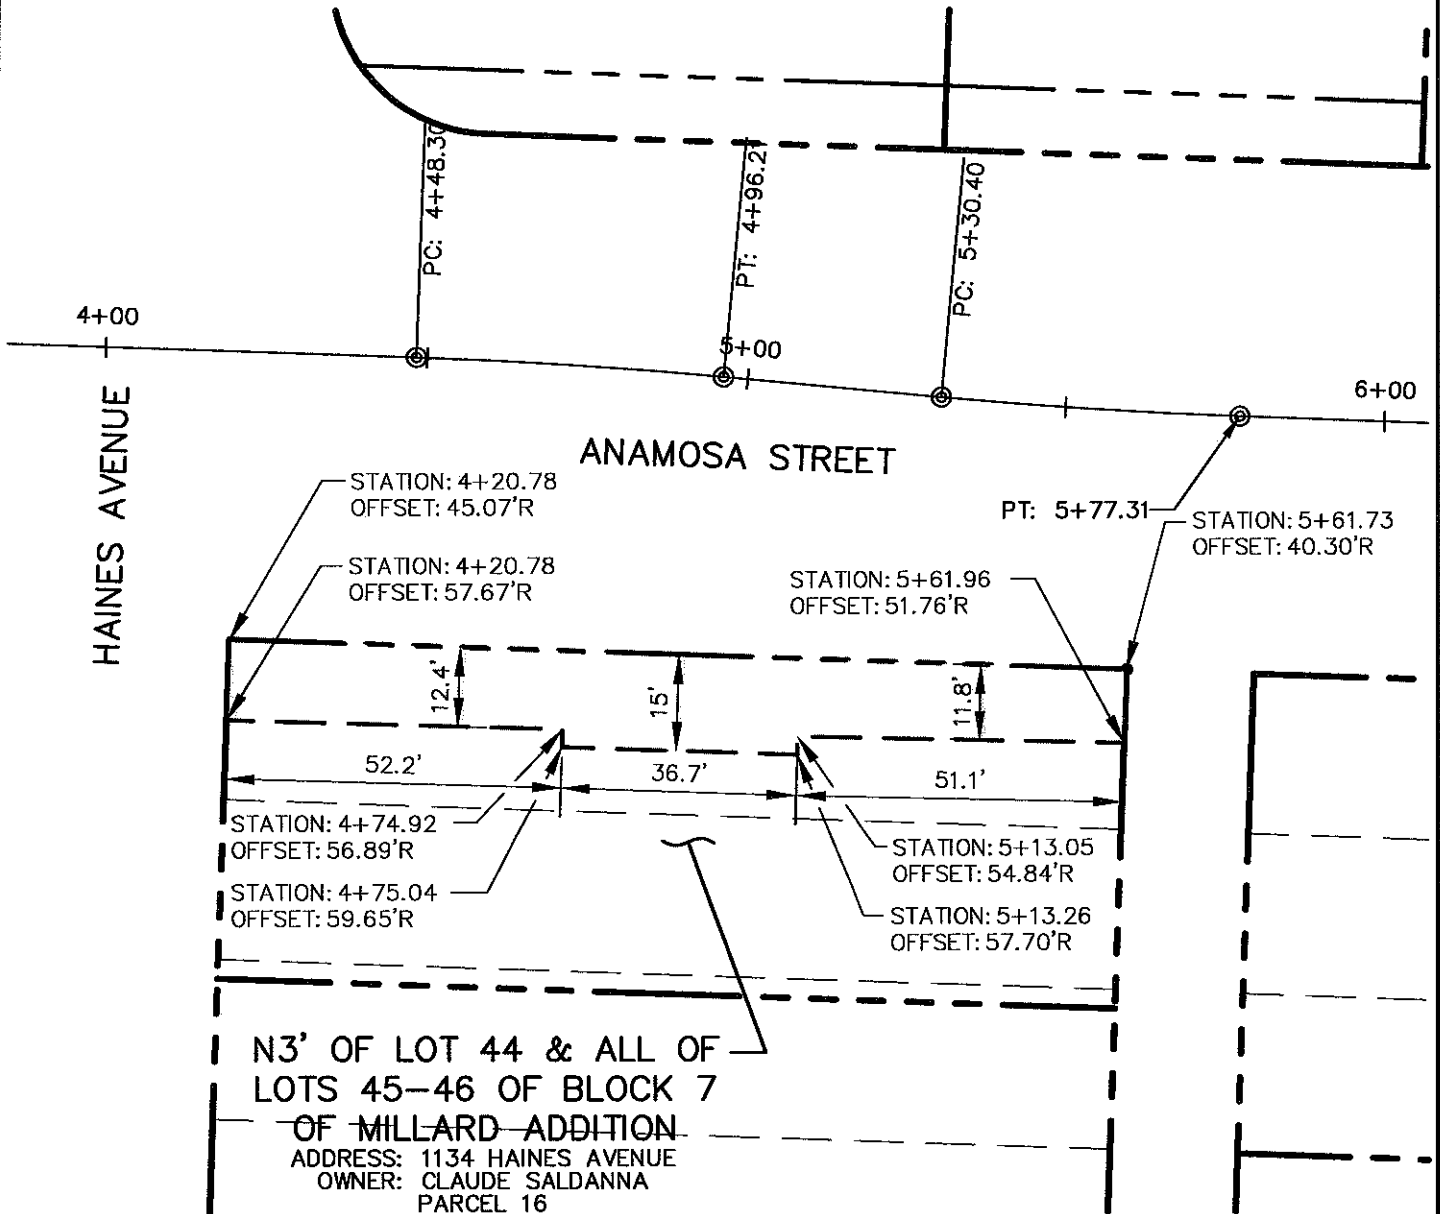 PC: 4+48.30
PT: 4+96.21
PC: 5+30.40
4+00
5+00
6+00
HAINES AVENUE
ANAMOSA STREET
STATION: 4+20.78
OFFSET: 45.07'R
PT: 5+77.31
STATION: 5+61.73
OFFSET: 40.30'R
STATION: 4+20.78
OFFSET: 57.67'R
STATION: 5+61.96
OFFSET: 51.76'R
12.4'
15'
11.8'
52.2'
36.7'
51.1'
STATION: 4+74.92
OFFSET: 56.89'R
STATION: 4+75.04
OFFSET: 59.65'R
STATION: 5+13.05
OFFSET: 54.84'R
STATION: 5+13.26
OFFSET: 57.70'R
N3' OF LOT 44 & ALL OF
LOTS 45-46 OF BLOCK 7
OF MILLARD ADDITION
ADDRESS: 1134 HAINES AVENUE
OWNER: CLAUDE SALDANNA
PARCEL 16